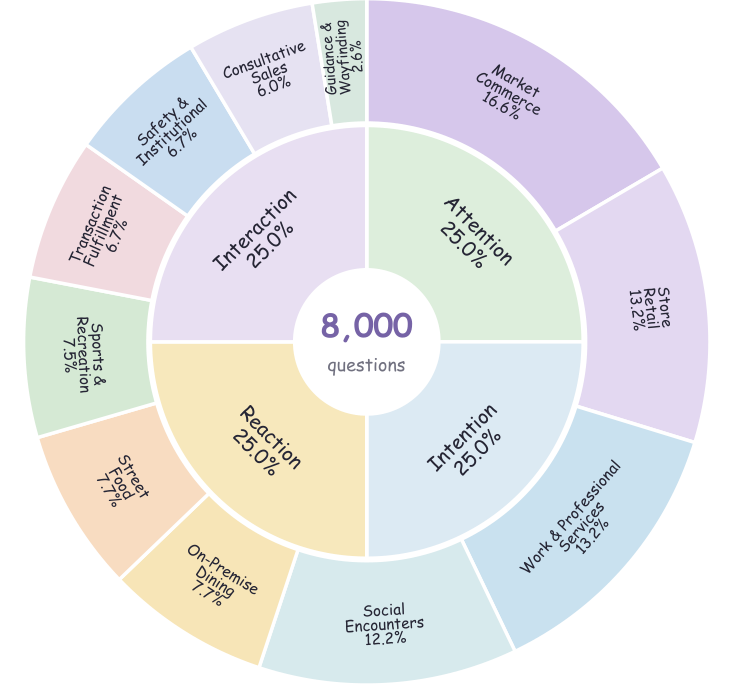 Guidance &
Wayfinding
2.6%
Market
Commerce
16.6%
Consultative
Sales
6.0%
Safety &
Institutional
6.7%
Transaction
Fulfillment
6.7%
Interaction
25.0%
Attention
25.0%
Store
Retail
13.2%
8,000
questions
Sports &
Recreation
7.5%
Reaction
25.0%
Intention
25.0%
Street
Food
7.7%
Work & Professional
Services
13.2%
On-Premise
Dining
7.7%
Social
Encounters
12.2%